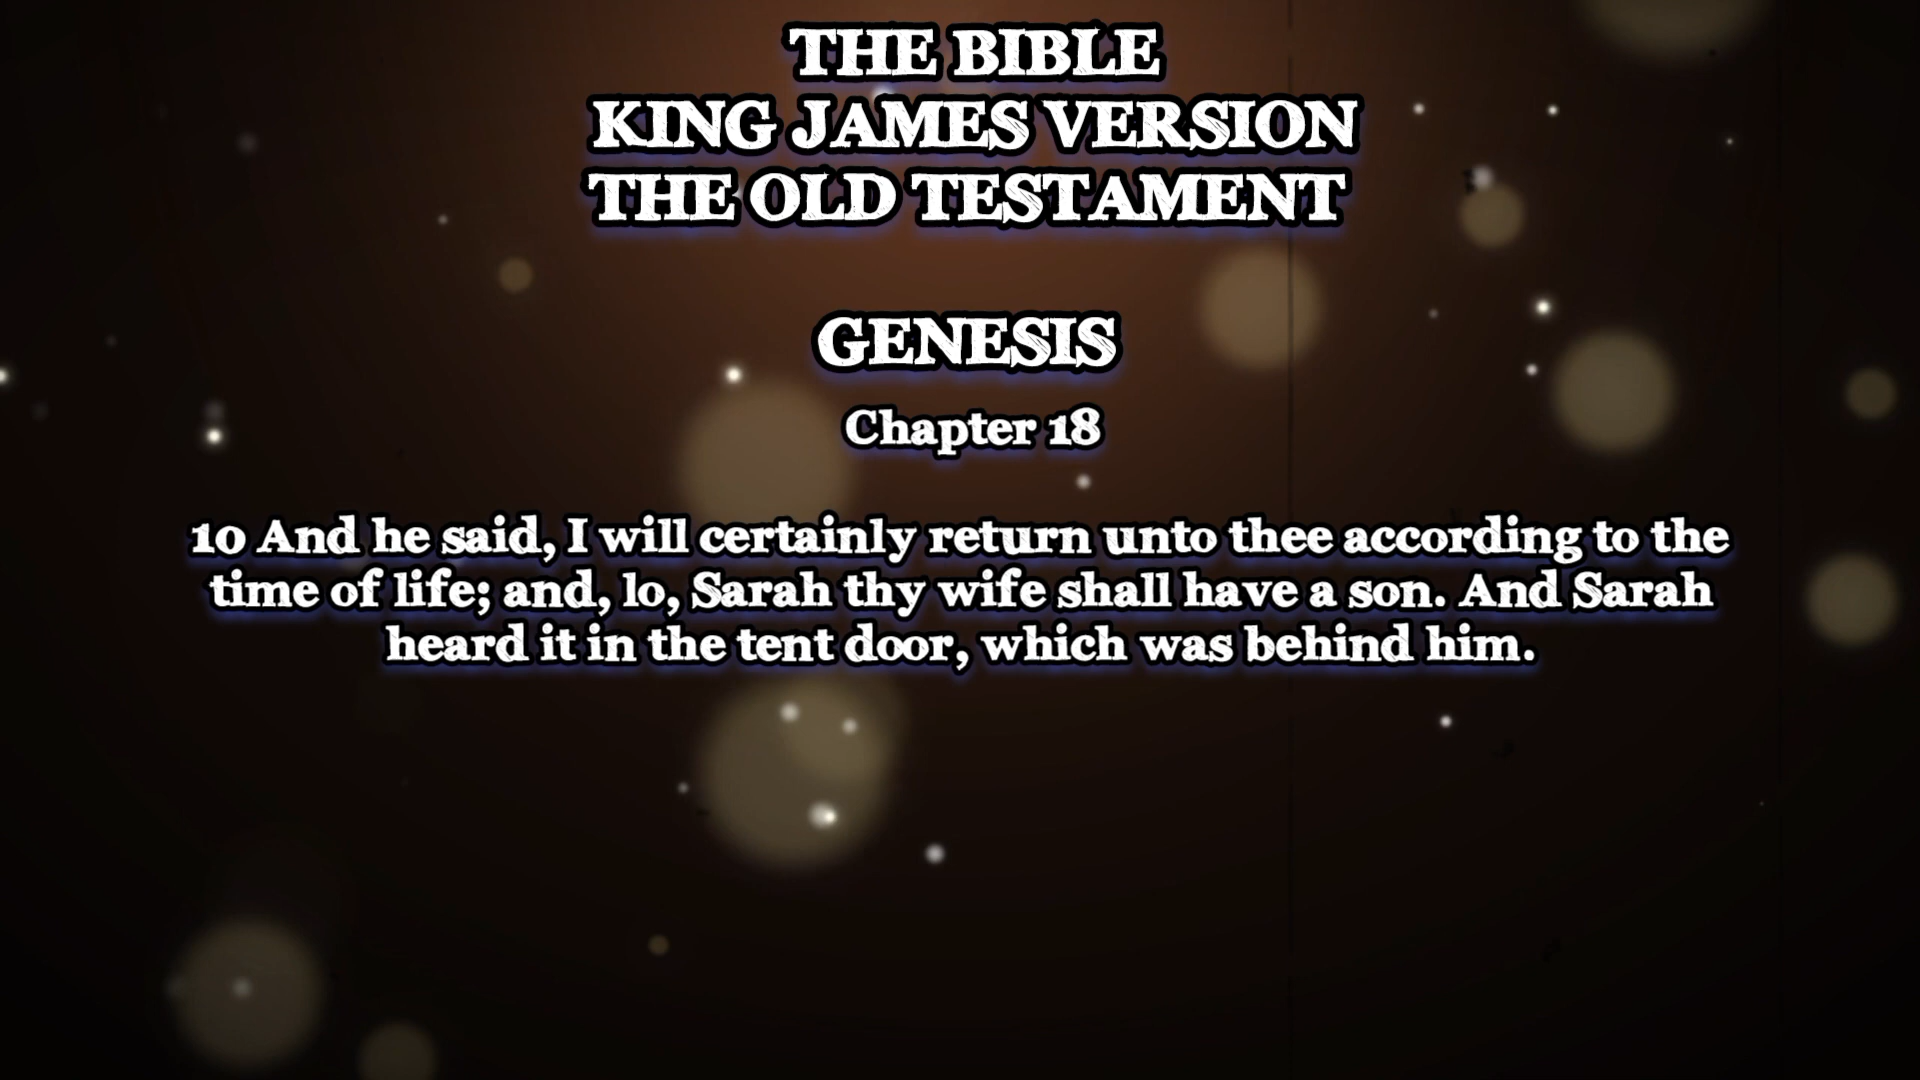 THE BIBLE
KING JAMES VERSION
THE OLD TESTAMENT
GENESIS
Chapter 18
10 And he said, I will certainly return unto thee according to the
time of life; and, lo, Sarah thy wife shall have a son. And Sarah
heard it in the tent door, which was behind him.